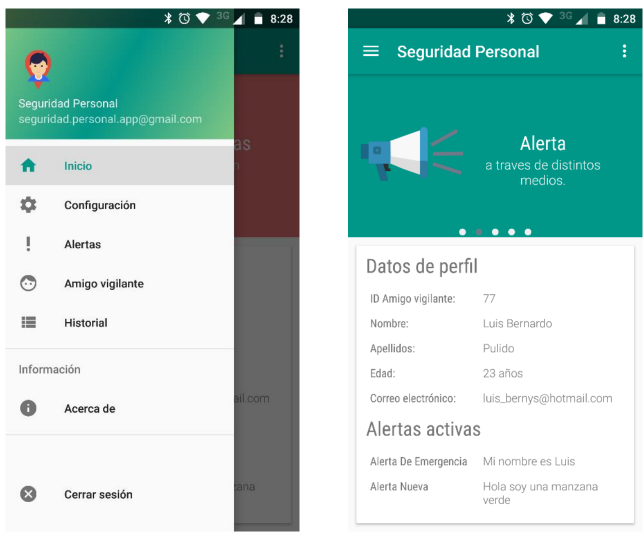 3G 8:28
Seguridad Personal
seguridad.personal.app@gmail.com
as
n
Inicio
Configuración
Alertas
Amigo vigilante
Historial
Información
Acerca de
ail.com
Cerrar sesión
zana
3G 8:28
Seguridad Personal
Alerta
a traves de distintos
medios.
Datos de perfil
ID Amigo vigilante: 77
Nombre: Luis Bernardo
Apellidos: Pulido
Edad: 23 años
Correo electrónico: luis_bernys@hotmail.com
Alertas activas
Alerta De Emergencia Mi nombre es Luis
Alerta Nueva Hola soy una manzana
verde